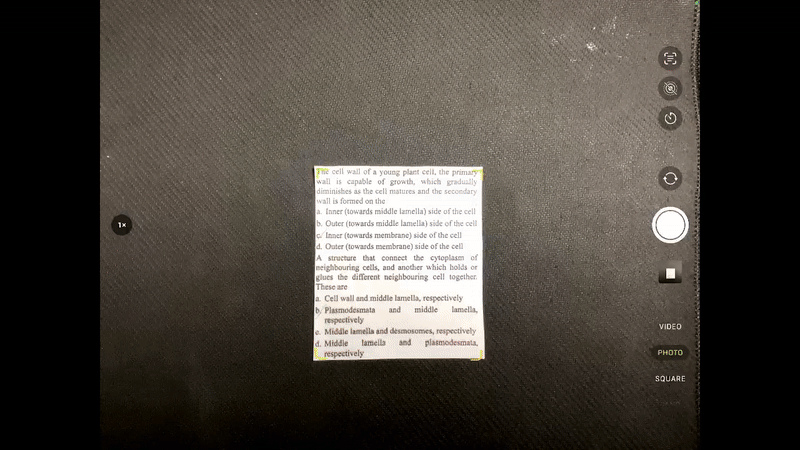 The cell wall of a young plant cell, the primary
wall is capable of growth, which gradually
diminishes as the cell matures and the secondary
wall is formed on the
a. Inner (towards middle lamella) side of the cell
b. Outer (towards middle lamella) side of the cell
c. Inner (towards membrane) side of the cell
d. Outer (towards membrane) side of the cell
A structure that connect the cytoplasm of
neighbouring cells, and another which holds or
glues the different neighbouring cell together.
These are
a. Cell wall and middle lamella, respectively
b. Plasmodesmata and middle lamella,
respectively
c. Middle lamella and desmosomes, respectively
d. Middle lamella and plasmodesmata,
respectively
1×
VIDEO
PHOTO
SQUARE